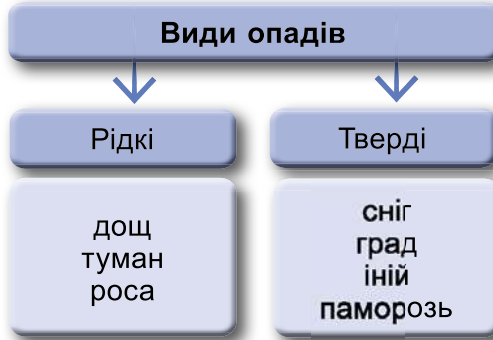 Види опадів
Рідкі
Тверді
дощ
туман
роса
сніг
град
іній
паморозь